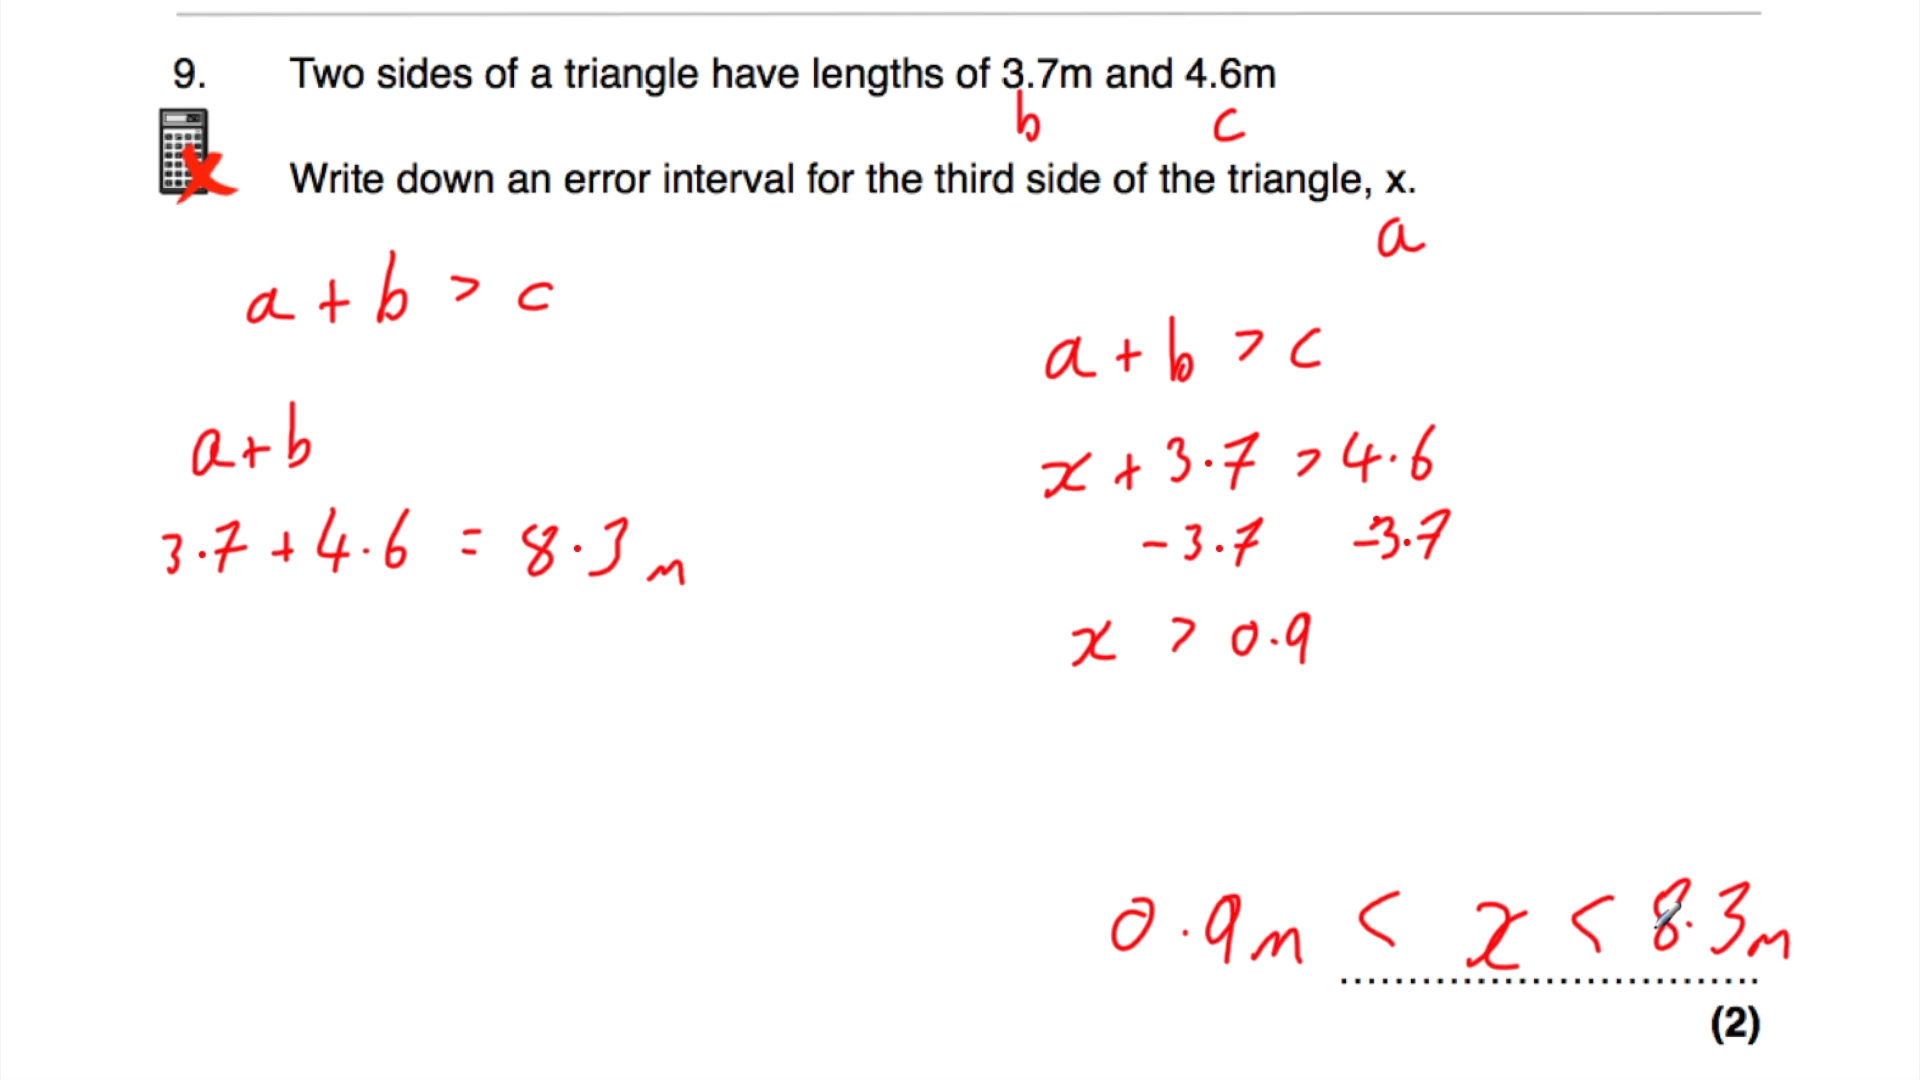 9. Two sides of a triangle have lengths of 3.7m and 4.6m
b c
Write down an error interval for the third side of the triangle, x.
a
a + b > c
a+b
3.7 + 4.6 = 8.3m
a + b > c
x + 3.7 > 4.6
-3.7 -3.7
x > 0.9
0.9m < x < 8.3m
(2)